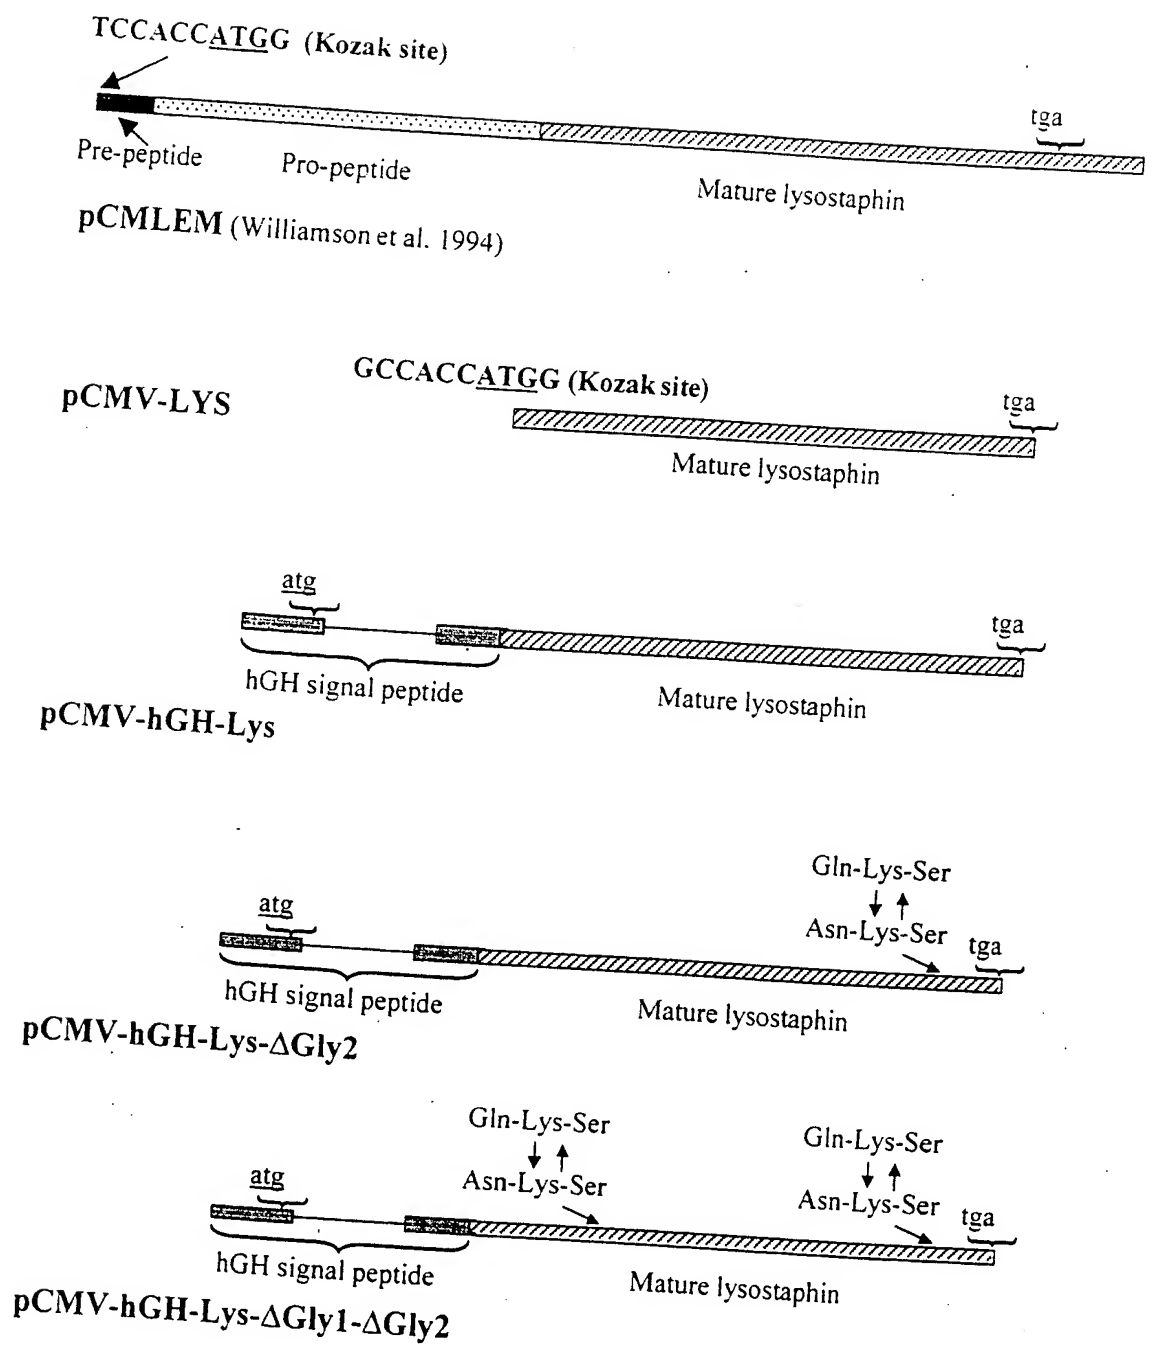 TCCACCATGG (Kozak site)
tga
Pre-peptide
Pro-peptide
Mature lysostaphin
pCMLEM (Williamson et al. 1994)
GCCACCATGG (Kozak site)
pCMV-LYS
tga
Mature lysostaphin
atg
tga
hGH signal peptide
Mature lysostaphin
pCMV-hGH-Lys
Gln-Lys-Ser
atg
Asn-Lys-Ser
tga
hGH signal peptide
Mature lysostaphin
pCMV-hGH-Lys-ΔGly2
Gln-Lys-Ser
Gln-Lys-Ser
atg
Asn-Lys-Ser
Asn-Lys-Ser
tga
hGH signal peptide
Mature lysostaphin
pCMV-hGH-Lys-ΔGly1-ΔGly2